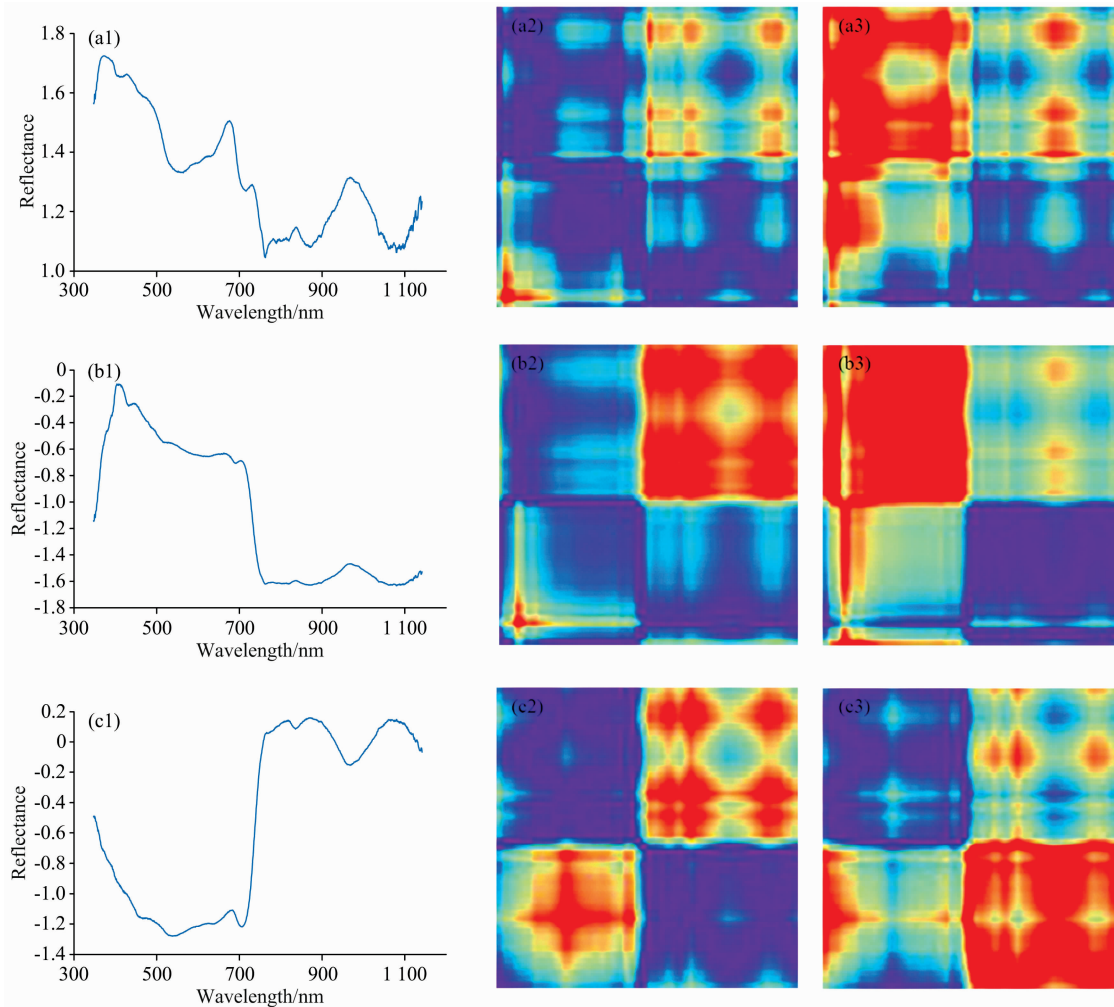 (a1)
1.8
1.6
1.4
1.2
1.0
Reflectance
300 500 700 900 1 100
Wavelength/nm
(a2)
(a3)
(b1)
0
-0.2
-0.4
-0.6
-0.8
-1.0
-1.2
-1.4
-1.6
-1.8
Reflectance
300 500 700 900 1 100
Wavelength/nm
(b2)
(b3)
(c1)
0.2
0
-0.2
-0.4
-0.6
-0.8
-1.0
-1.2
-1.4
Reflectance
300 500 700 900 1 100
Wavelength/nm
(c2)
(c3)